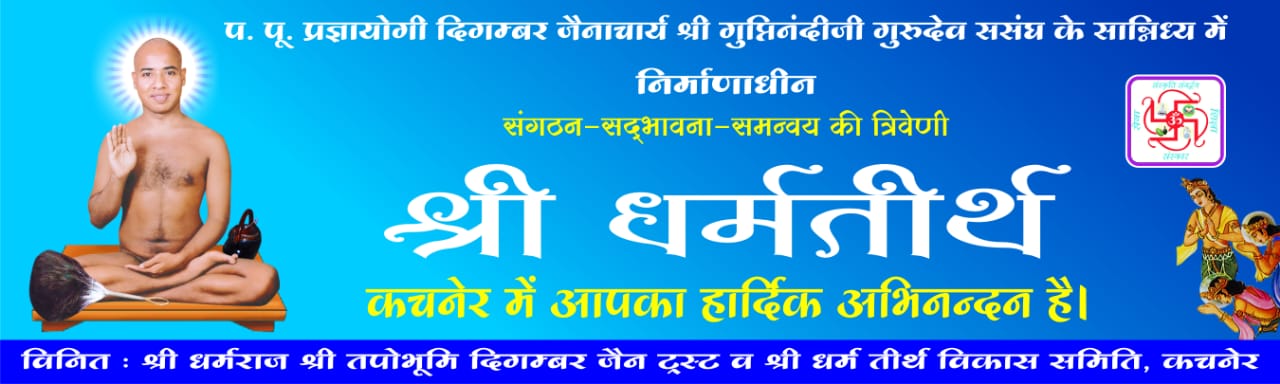 प. पू. प्रज्ञायोगी दिगम्बर जैनाचार्य श्री गुप्तिनंदीजी गुरुदेव ससंघ के सान्निध्य में
निर्माणाधीन
संगठन-सद्‌भावना-समन्वय की त्रिवेणी
श्री धर्मतीर्थ
कचनेर में आपका हार्दिक अभिनन्दन है।
विनित : श्री धर्मराज श्री तपोभूमि दिगम्बर जैन ट्रस्ट व श्री धर्म तीर्थ विकास समिति, कचनेर
ॐ
सेवा
शिक्षा
संस्कार